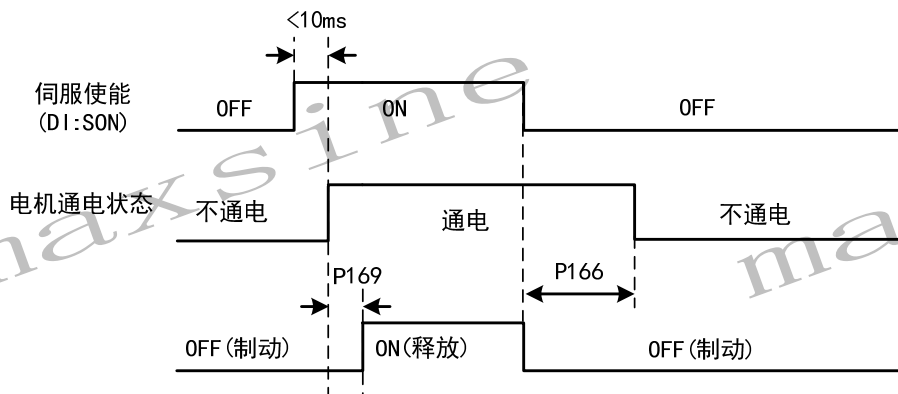 <10ms
伺服使能
(DI:SON)
OFF
ON
OFF
电机通电状态
不通电
通电
不通电
P169
P166
OFF(制动)
ON(释放)
OFF(制动)
maxsine
ma